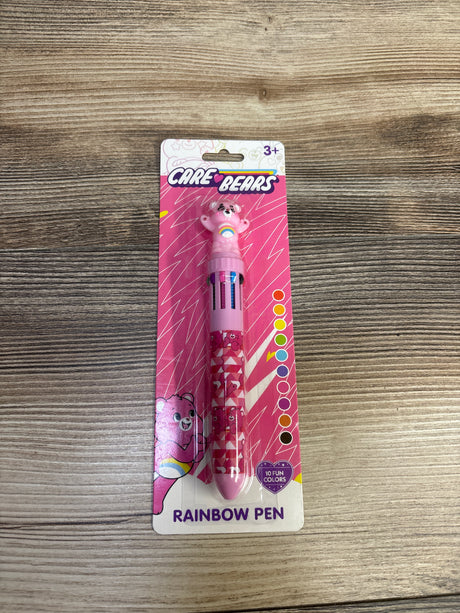 3+
CARE BEARS
10 FUN
COLORS
RAINBOW PEN